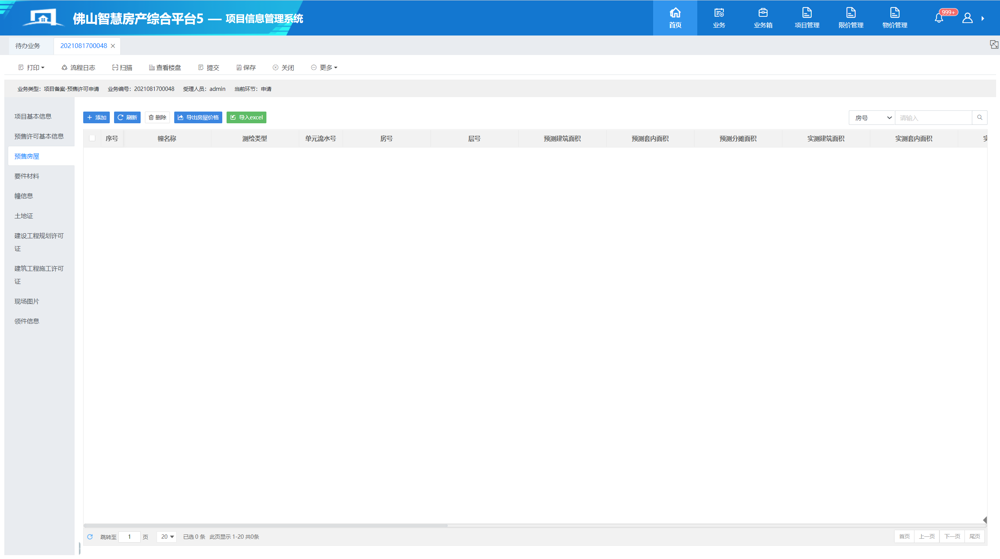 佛山智慧房产综合平台5 — 项目信息管理系统
首页 业务 业务箱 项目管理 限价管理 物价管理 999+
待办业务 2021081700048
打印 流程日志 扫描 查看楼盘 提交 保存 关闭 更多
业务类型：项目备案-预售许可申请 业务编号：2021081700048 受理人员：admin 当前环节：申请
项目基本信息
预售许可基本信息
预售房屋
要件材料
幢信息
土地证
建设工程规划许可
证
建筑工程施工许可
证
现场图片
领件信息
添加 刷新 删除 导出房屋价格 导入excel 房号 请输入
序号 幢名称 测绘类型 单元流水号 房号 层号 预测建筑面积 预测套内面积 预测分摊面积 实测建筑面积 实测套内面积
跳转至 1 页 20 已选 0 条 此页显示 1-20 共0条 首页 上一页 下一页 尾页